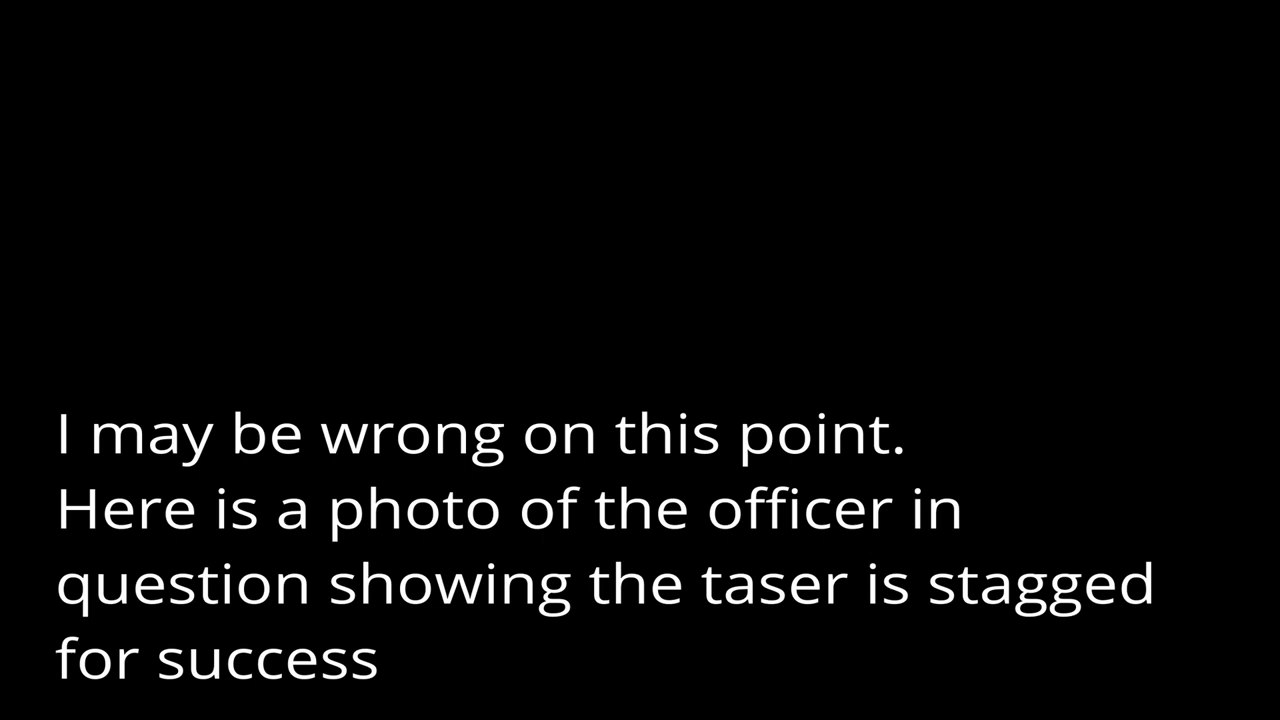 I may be wrong on this point.
Here is a photo of the officer in
question showing the taser is stagged
for success